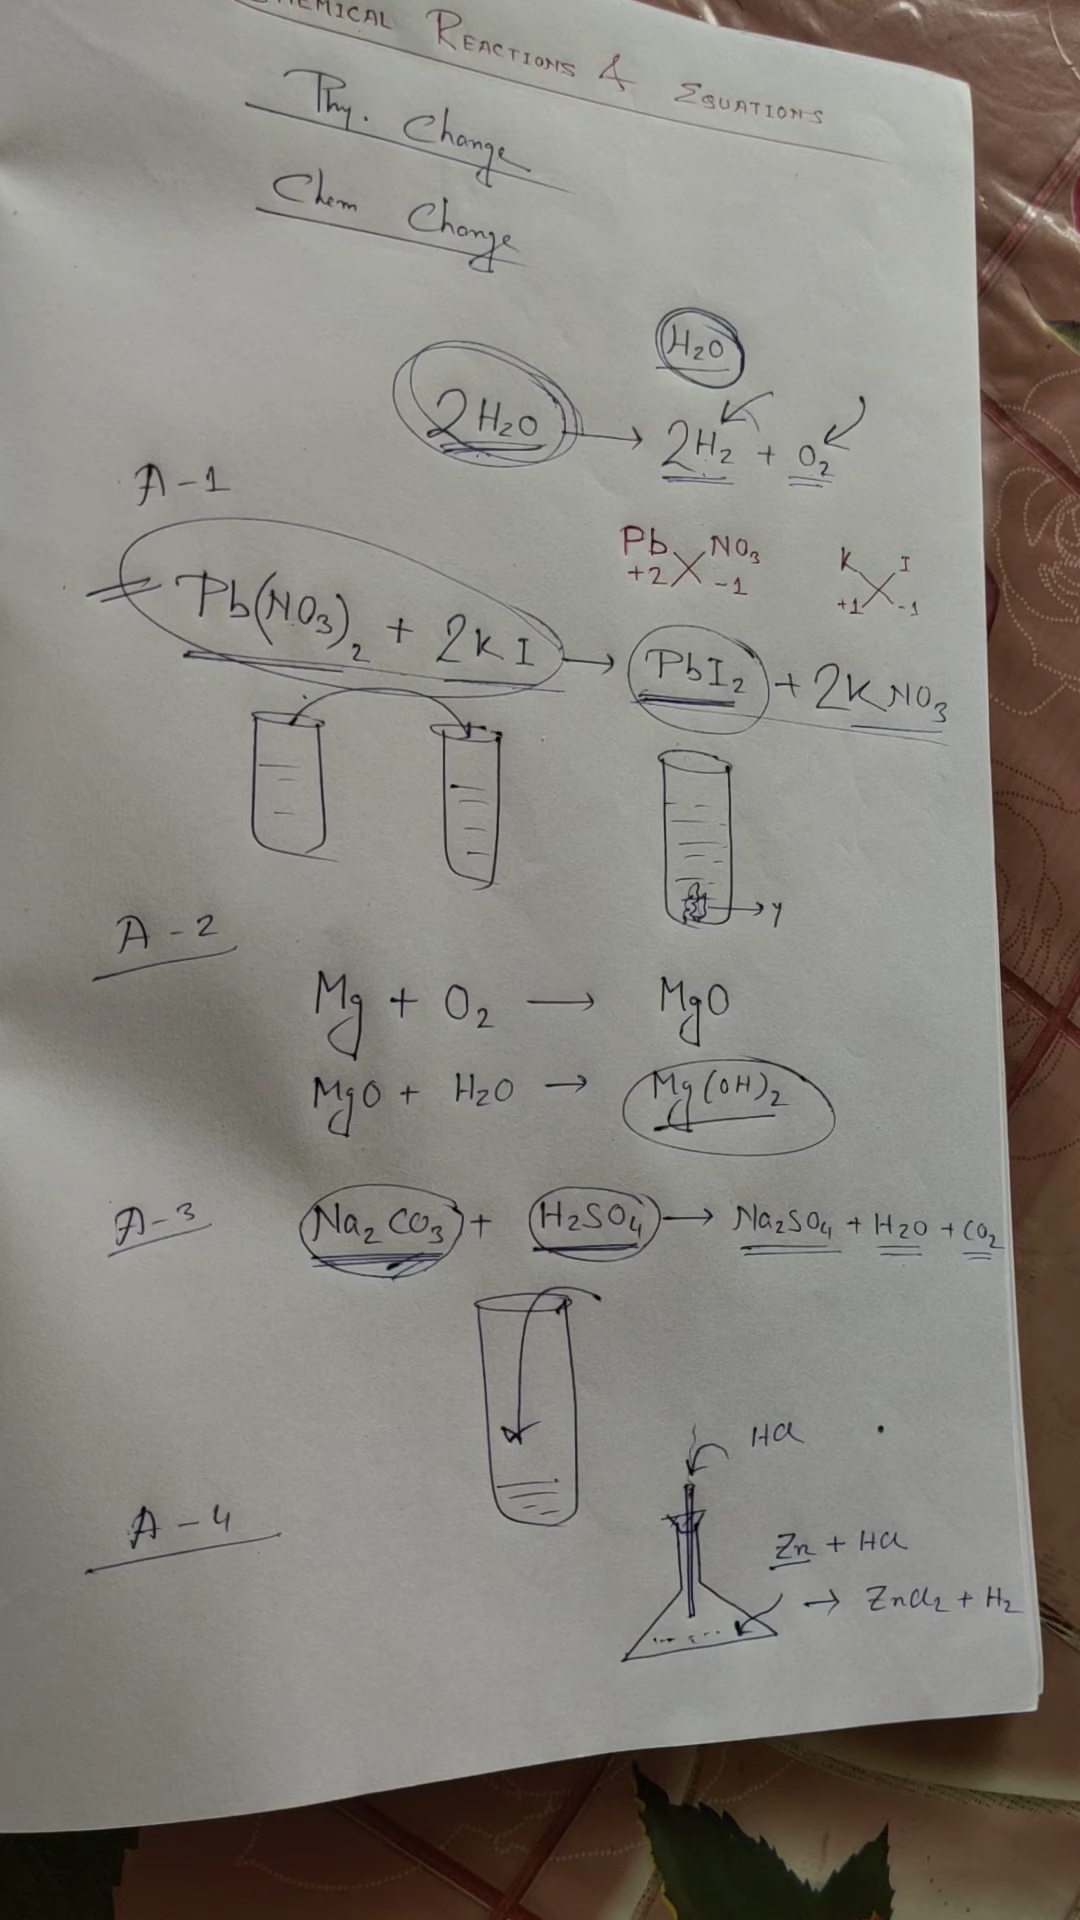 CHEMICAL REACTIONS & EQUATIONS
Phy. Change
Chem Change
H2O
2H2O → 2H2 + O2
A-1
Pb NO3 K I
+2 -1 +1 -1
Pb(NO3)2 + 2KI → PbI2 + 2KNO3
y
A-2
Mg + O2 → MgO
MgO + H2O → Mg(OH)2
A-3 Na2CO3 + H2SO4 → Na2SO4 + H2O + CO2
HCl
A-4
Zn + HCl
→ ZnCl2 + H2